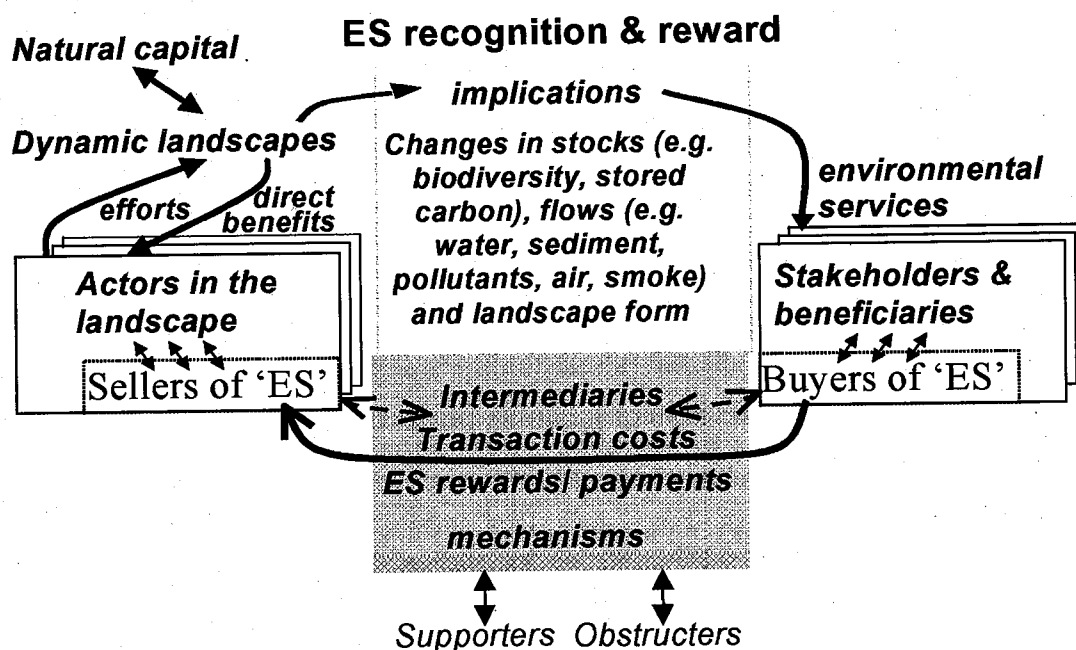 ES recognition & reward
Natural capital
implications
Dynamic landscapes
Changes in stocks (e.g.
biodiversity, stored
carbon), flows (e.g.
water, sediment,
pollutants, air, smoke)
and landscape form
efforts
direct
benefits
environmental
services
Actors in the
landscape
Sellers of ‘ES’
Stakeholders &
beneficiaries
Buyers of ‘ES’
Intermediaries
Transaction costs
ES rewards/ payments
mechanisms
Supporters Obstructers